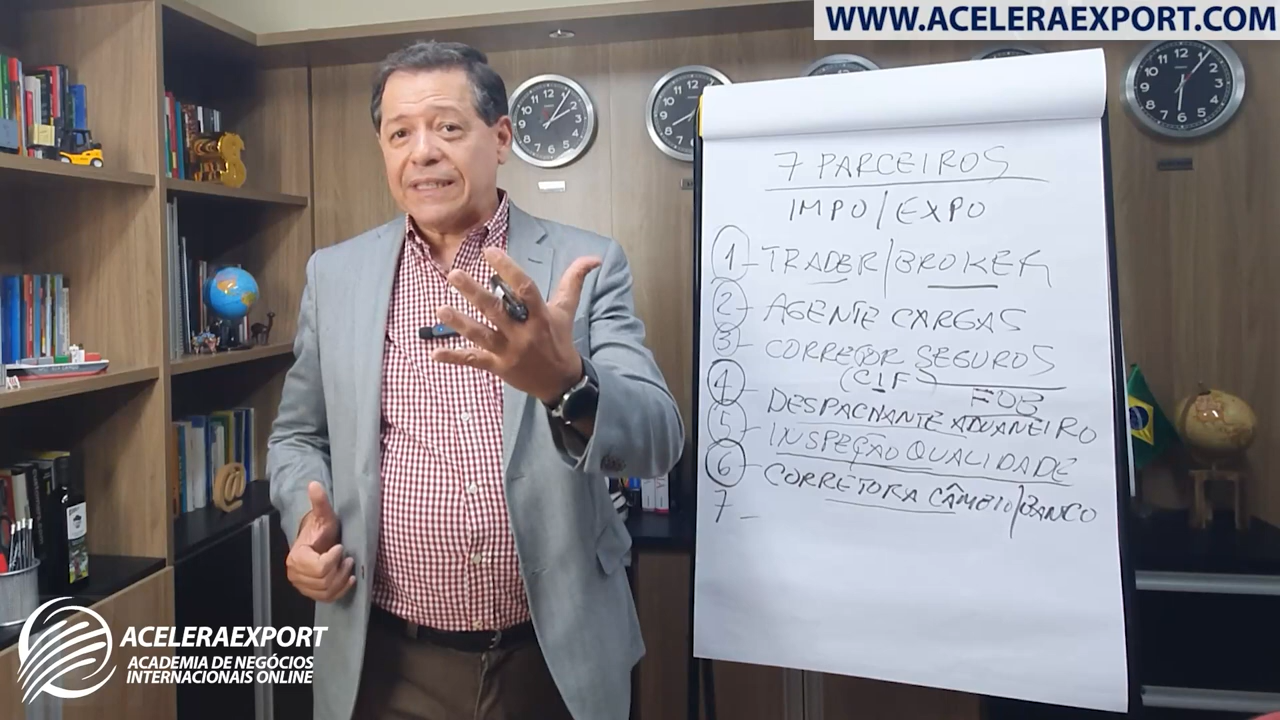 WWW.ACELERAEXPORT.COM
7 PARCEIROS
IMPO/EXPO
1 - TRADER/BROKER
2 - AGENTE CARGAS
3 - CORRETOR SEGUROS
(CIF) FOB
4 - DESPACHANTE ADUANEIRO
5 - INSPEÇÃO QUALIDADE
6 - CORRETORA CÂMBIO/BANCO
7 -
ACELERAEXPORT
ACADEMIA DE NEGÓCIOS
INTERNACIONAIS ONLINE